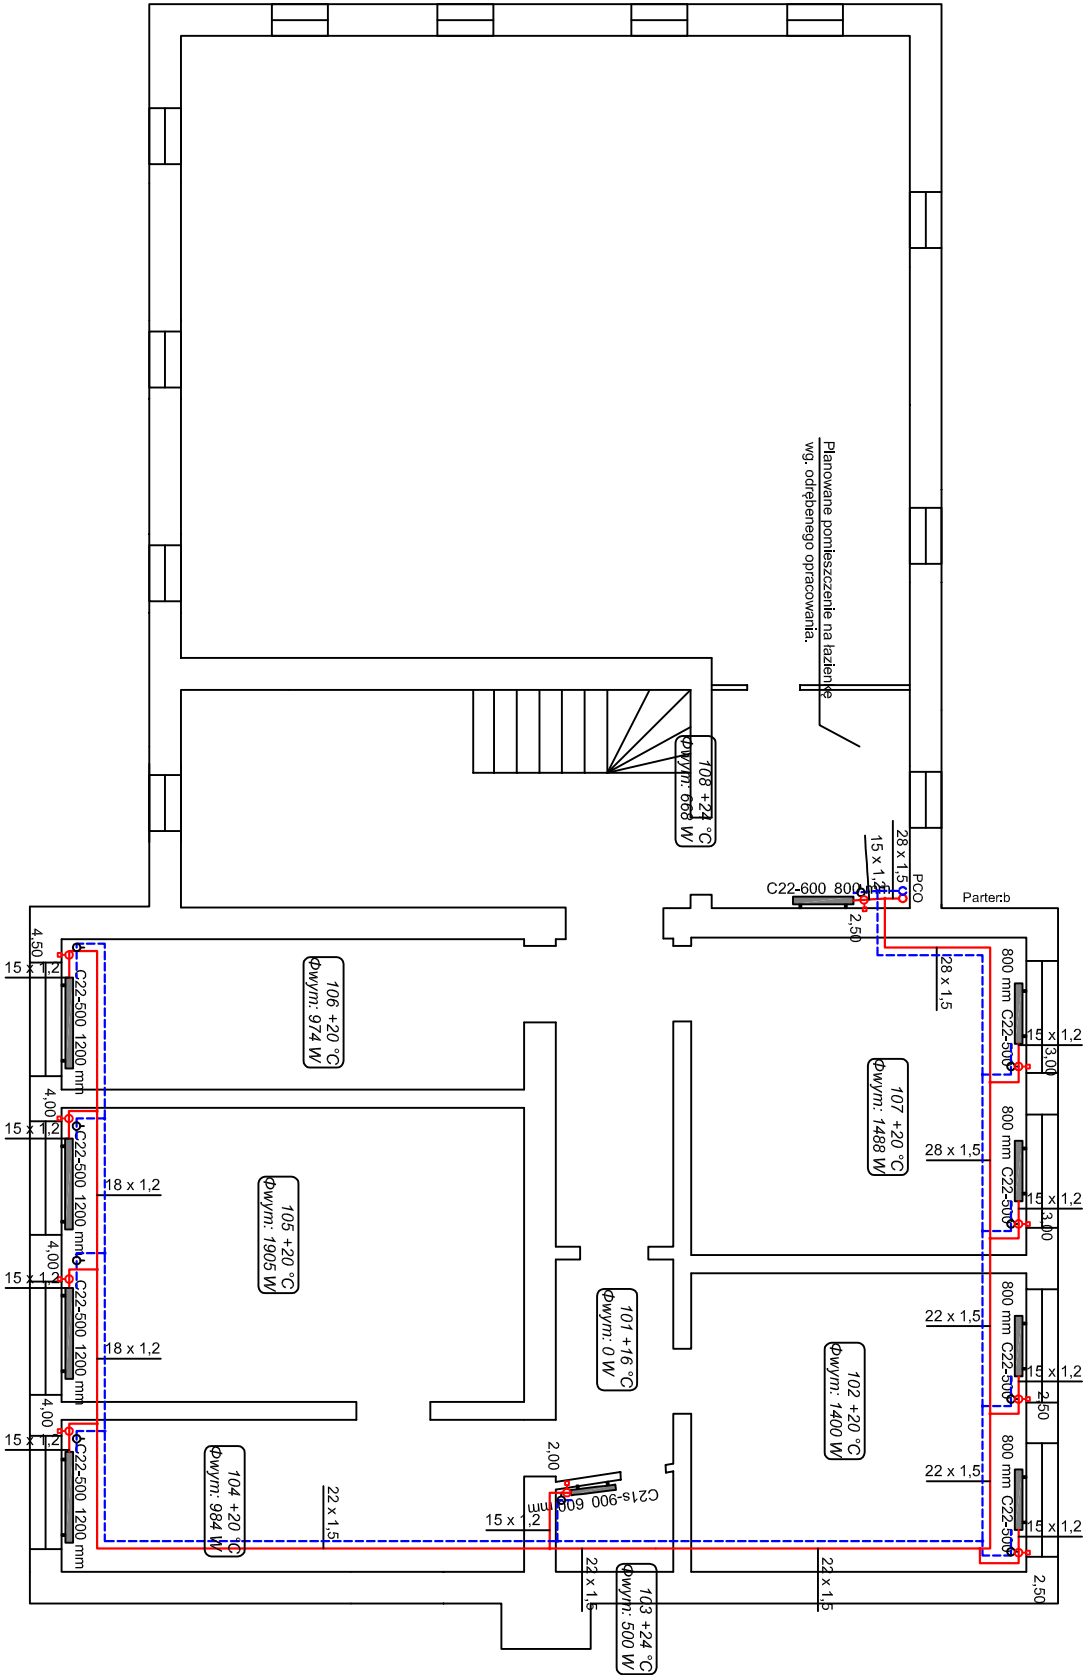 Planowane pomieszczenie na łazienkę
wg. odrębenego opracowania.
108 +24 °C
Φwym: 668 W
28 x 1,5
15 x 1,2
PCO
Parter:b
C22-600 800 mm
2,50
28 x 1,5
4,50
15 x 1,2
C22-500 1200 mm
106 +20 °C
Φwym: 974 W
800 mm C22-500
15 x 1,2
3,00
107 +20 °C
Φwym: 1488 W
4,00
15 x 1,2
C22-500 1200 mm
18 x 1,2
28 x 1,5
800 mm C22-500
15 x 1,2
3,00
105 +20 °C
Φwym: 1905 W
4,00
15 x 1,2
C22-500 1200 mm
18 x 1,2
101 +16 °C
Φwym: 0 W
22 x 1,5
800 mm C22-500
15 x 1,2
2,50
102 +20 °C
Φwym: 1400 W
4,00
15 x 1,2
C22-500 1200 mm
104 +20 °C
Φwym: 984 W
22 x 1,5
2,00
C21s-900 600 mm
15 x 1,2
22 x 1,5
800 mm C22-500
15 x 1,2
2,50
22 x 1,5
103 +24 °C
Φwym: 500 W
22 x 1,5